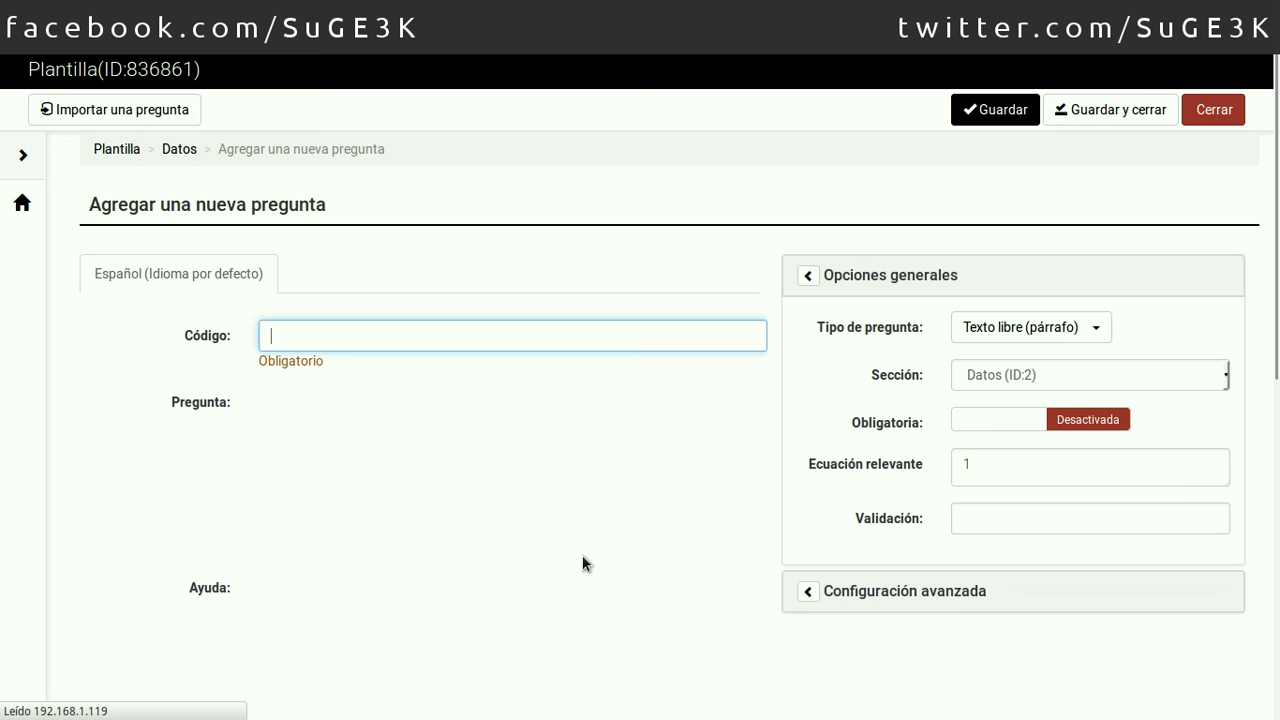 facebook.com/SuGE3K
twitter.com/SuGE3K
Plantilla(ID:836861)
Importar una pregunta
Guardar
Guardar y cerrar
Cerrar
Plantilla > Datos > Agregar una nueva pregunta
Agregar una nueva pregunta
Español (Idioma por defecto)
Código:
Obligatorio
Pregunta:
Ayuda:
Opciones generales
Tipo de pregunta: Texto libre (párrafo)
Sección: Datos (ID:2)
Obligatoria: Desactivada
Ecuación relevante 1
Validación:
Configuración avanzada
Leído 192.168.1.119